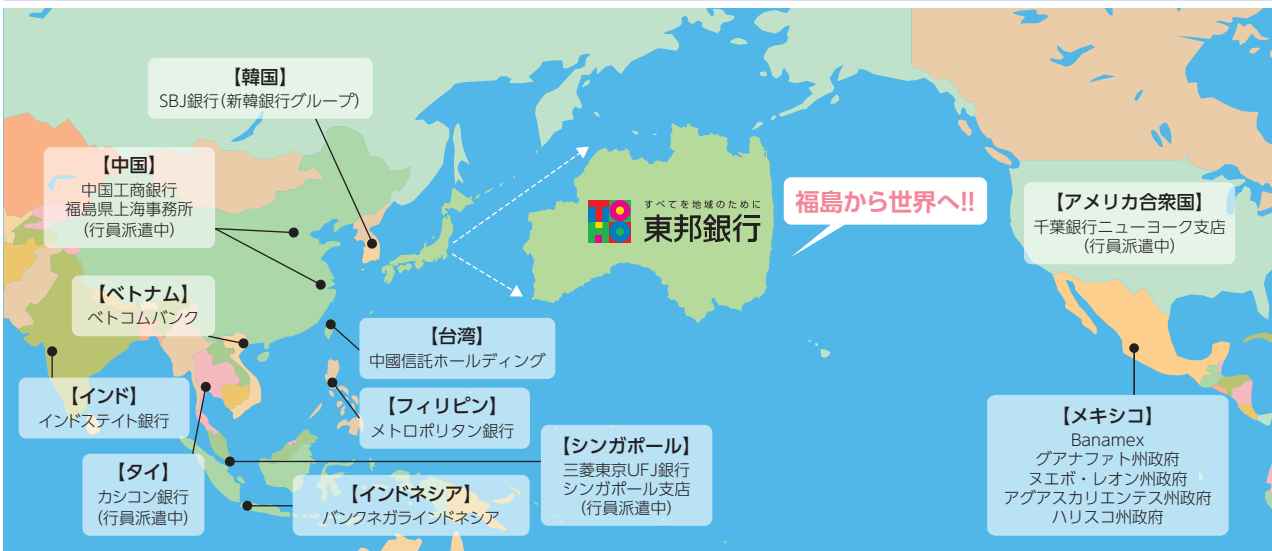 【韓国】
SBJ銀行(新韓銀行グループ)
【中国】
中国工商銀行
福島県上海事務所
(行員派遣中)
【ベトナム】
ベトコムバンク
【インド】
インドステイト銀行
【タイ】
カシコン銀行
(行員派遣中)
【台湾】
中國信託ホールディング
【フィリピン】
メトロポリタン銀行
【インドネシア】
バンクネガラインドネシア
【シンガポール】
三菱東京UFJ銀行
シンガポール支店
(行員派遣中)
TOHO
すべてを地域のために
東邦銀行
福島から世界へ!!
【アメリカ合衆国】
千葉銀行ニューヨーク支店
(行員派遣中)
【メキシコ】
Banamex
グアナファト州政府
ヌエボ・レオン州政府
アグアスカリエンテス州政府
ハリスコ州政府